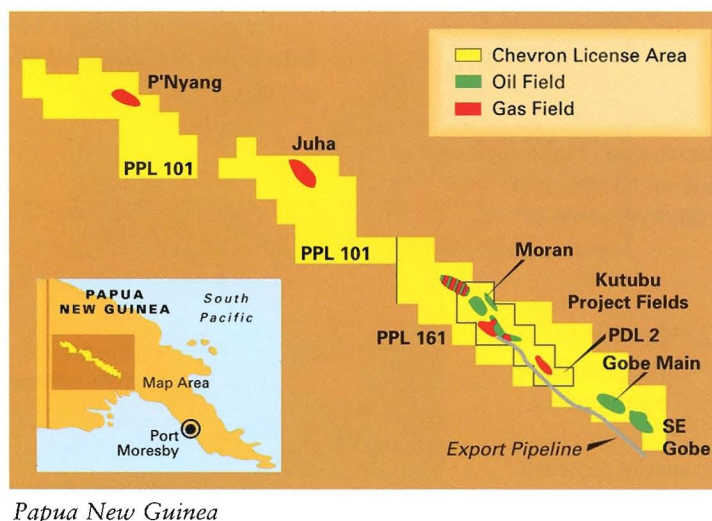 P'Nyang
PPL 101
Juha
PPL 101
Chevron License Area
Oil Field
Gas Field
Moran
Kutubu
Project Fields
PPL 161
PDL 2
Gobe Main
SE
Gobe
Export Pipeline
PAPUA
NEW GUINEA
South
Pacific
Map Area
Port
Moresby
Papua New Guinea